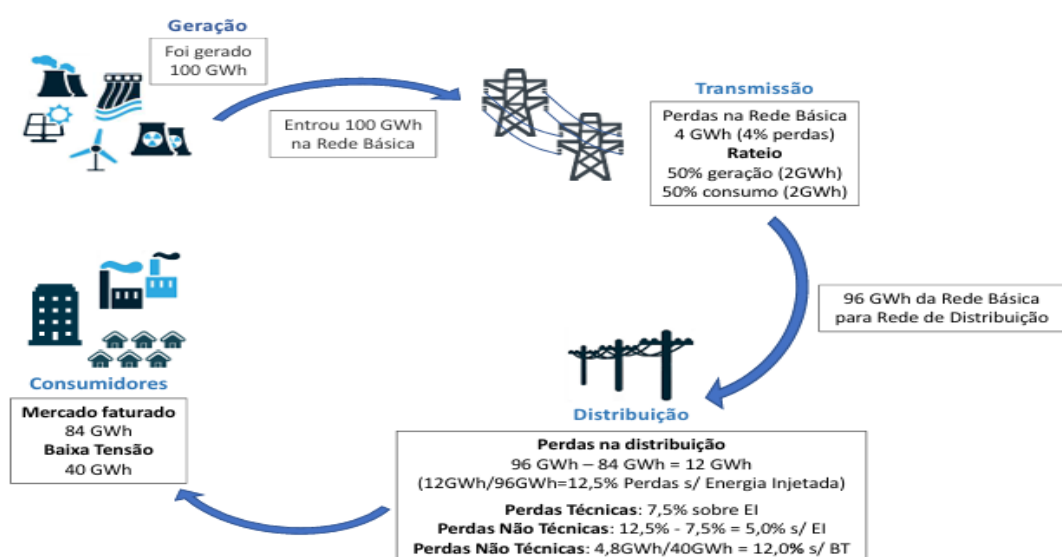 Geração
Foi gerado
100 GWh
Entrou 100 GWh
na Rede Básica
Transmissão
Perdas na Rede Básica
4 GWh (4% perdas)
Rateio
50% geração (2GWh)
50% consumo (2GWh)
96 GWh da Rede Básica
para Rede de Distribuição
Distribuição
Perdas na distribuição
96 GWh – 84 GWh = 12 GWh
(12GWh/96GWh=12,5% Perdas s/ Energia Injetada)
Perdas Técnicas: 7,5% sobre EI
Perdas Não Técnicas: 12,5% - 7,5% = 5,0% s/ EI
Perdas Não Técnicas: 4,8GWh/40GWh = 12,0% s/ BT
Consumidores
Mercado faturado
84 GWh
Baixa Tensão
40 GWh